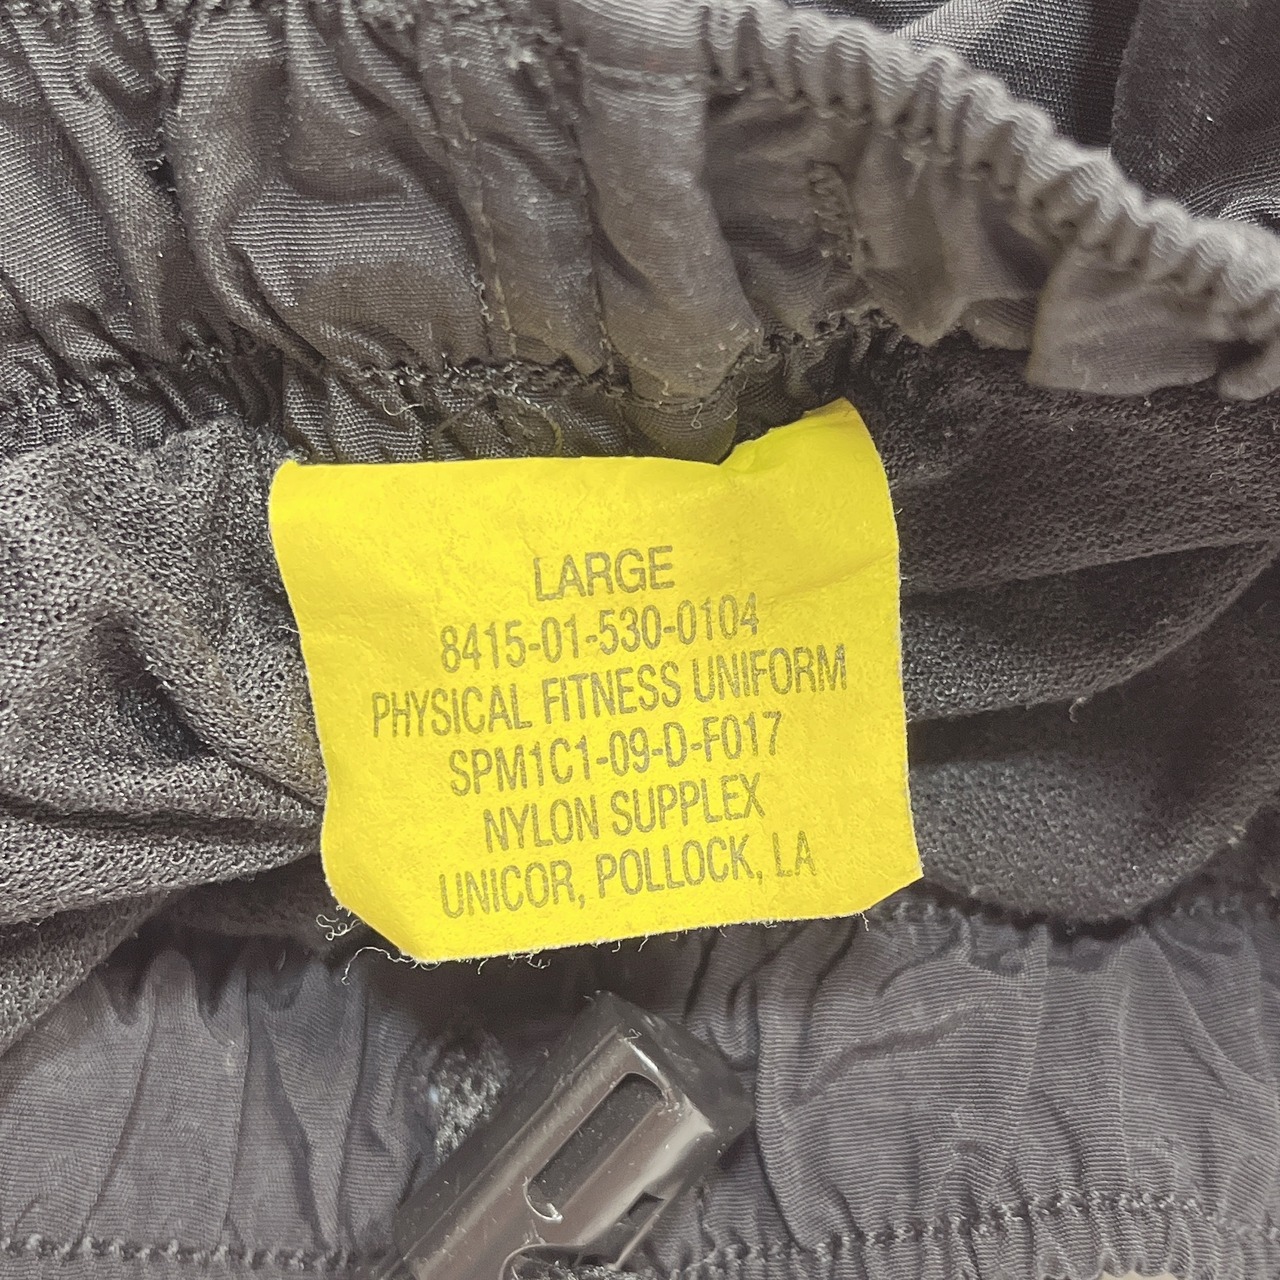 LARGE
8415-01-530-0104
PHYSICAL FITNESS UNIFORM
SPM1C1-09-D-F017
NYLON SUPPLEX
UNICOR, POLLOCK, LA